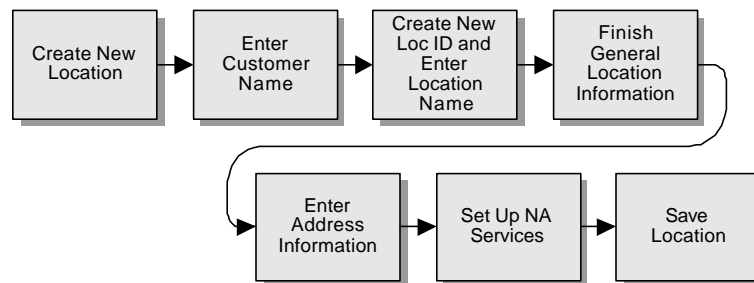 Create New
Location
Enter
Customer
Name
Create New
Loc ID and
Enter
Location
Name
Finish
General
Location
Information
Enter
Address
Information
Set Up NA
Services
Save
Location